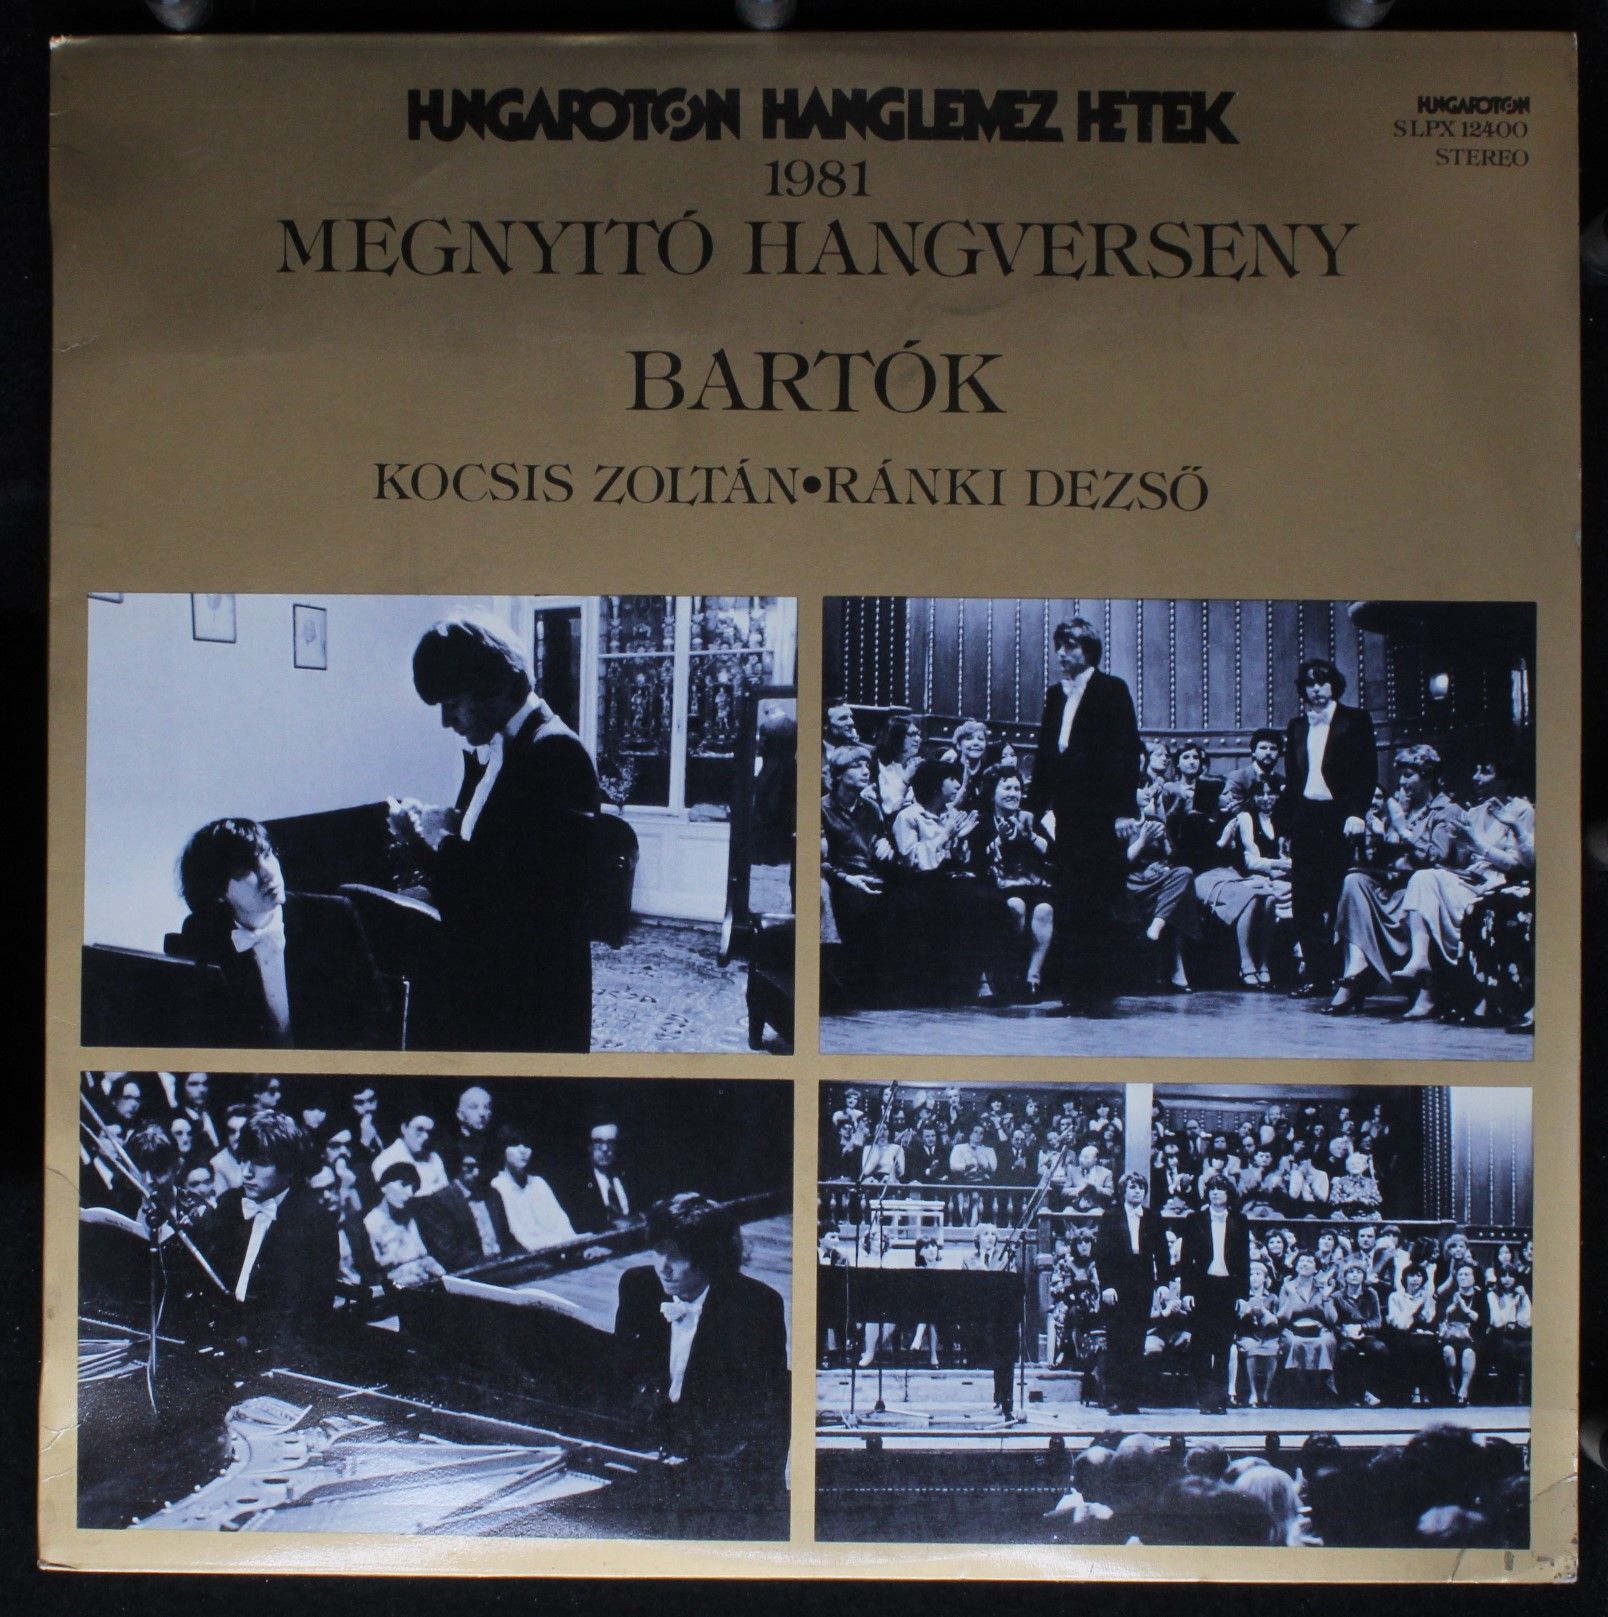 HUNGAROTON HANGLEMEZ HETEK
1981
MEGNYITÓ HANGVERSENY
HUNGAROTON
SLPX 12400
STEREO
BARTÓK
KOCSIS ZOLTÁN•RÁNKI DEZSŐ